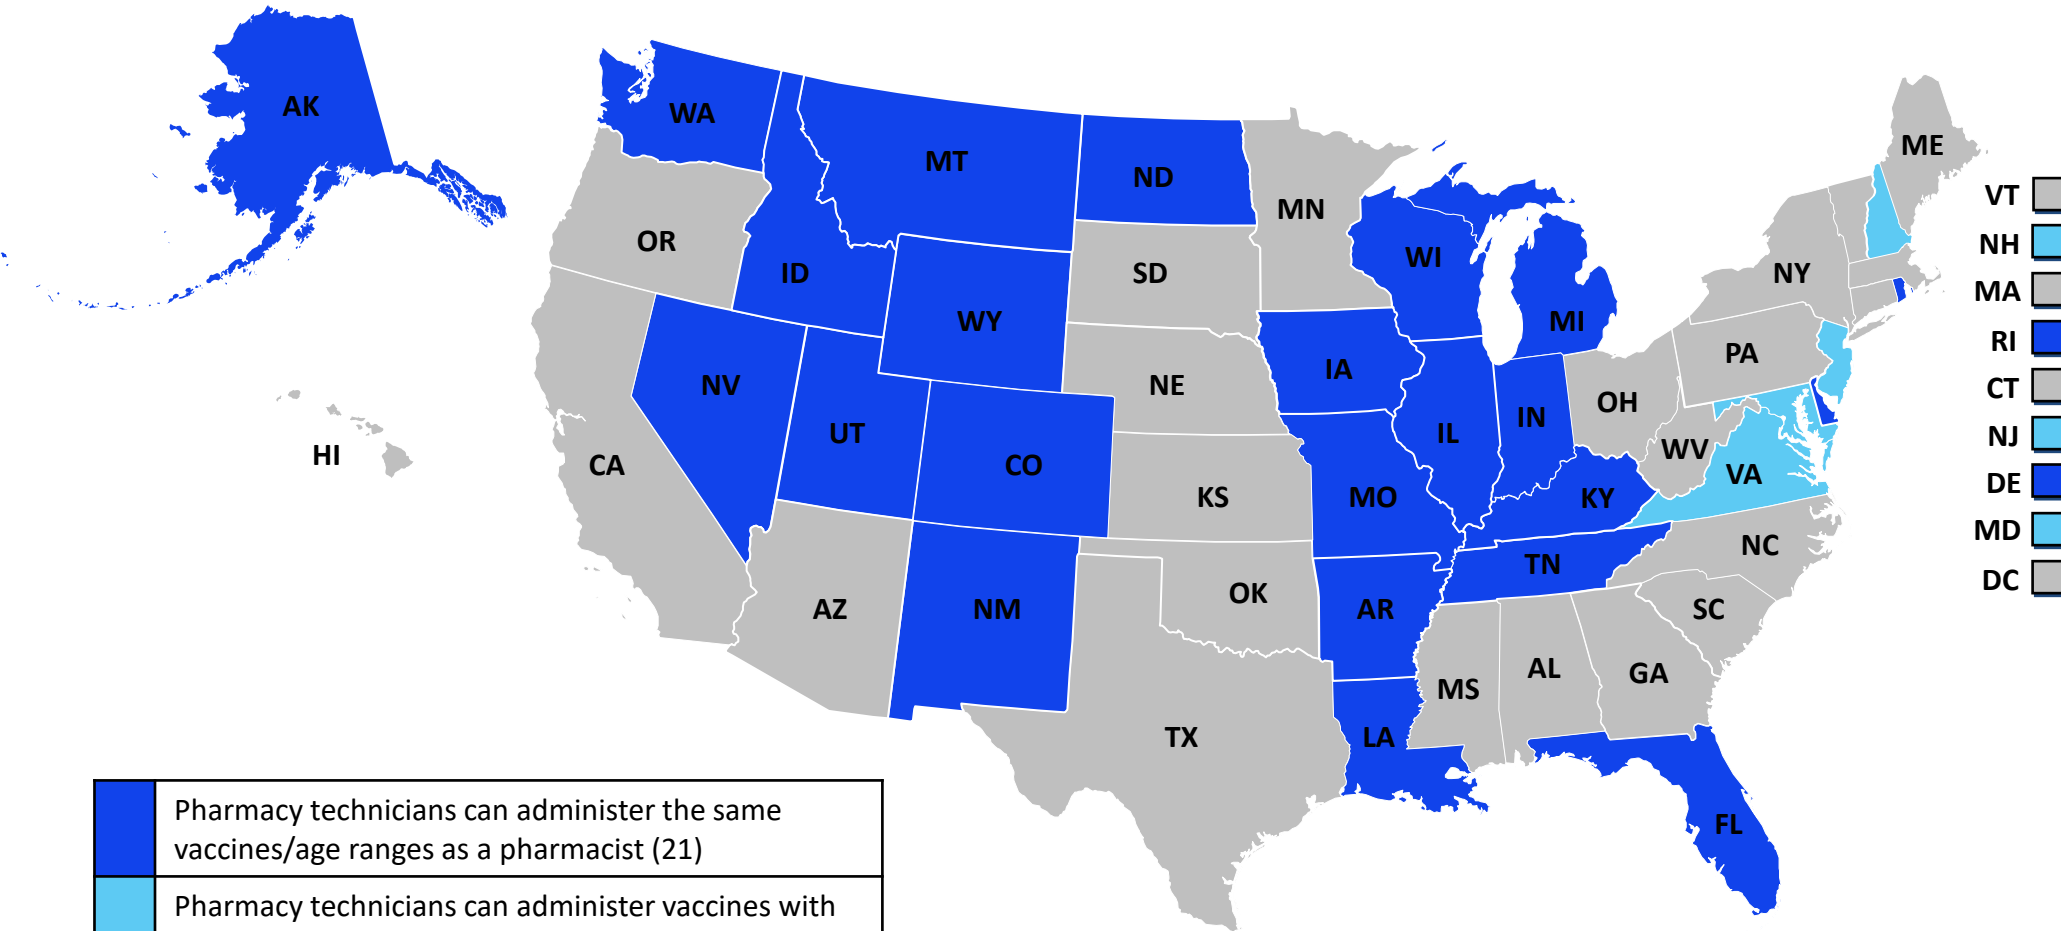 AK
WA
MT
ND
MN
ME
VT
OR
ID
SD
WI
NY
NH
MA
WY
MI
RI
NV
NE
IA
PA
CT
HI
CA
UT
CO
KS
MO
IL
IN
OH
WV
VA
KY
NJ
DE
MD
DC
AZ
NM
OK
AR
TN
NC
SC
TX
LA
MS
AL
GA
FL
Pharmacy technicians can administer the same
vaccines/age ranges as a pharmacist (21)
Pharmacy technicians can administer vaccines with